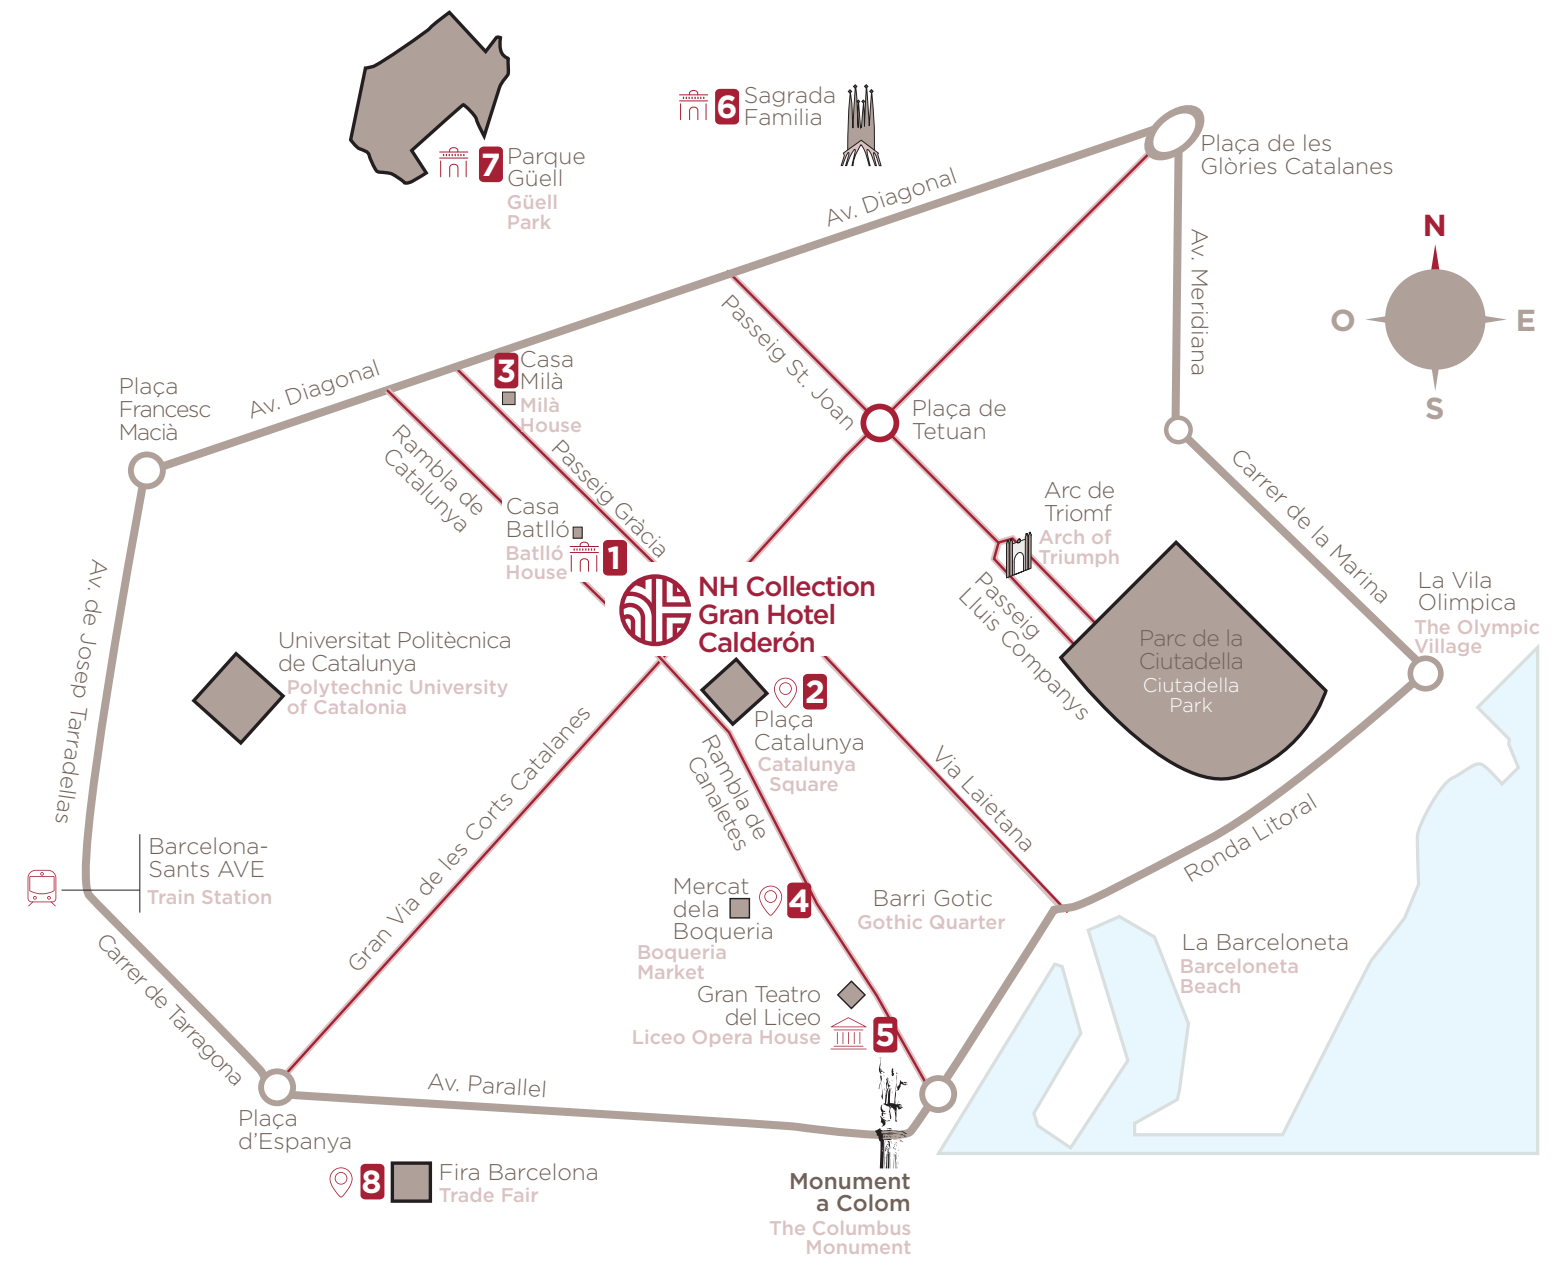 6
Sagrada
Familia
7
Parque
Güell
Güell
Park
Plaça de les
Glòries Catalanes
Av. Diagonal
N
O
E
S
Av. Meridiana
Passeig St. Joan
3
Casa
Milà
Milà
House
Av. Diagonal
Plaça
Francesc
Macià
Plaça de
Tetuan
Rambla de
Catalunya
Passeig Gràcia
Carrer de la Marina
Arc de
Triomf
Arch of
Triumph
Casa
Batlló
Batlló
House
1
NH Collection
Gran Hotel
Calderón
Passeig
Lluis Companys
La Vila
Olimpica
The Olympic
Village
Av. de Josep Tarradellas
Universitat Politècnica
de Catalunya
Polytechnic University
of Catalonia
Parc de la
Ciutadella
Ciutadella
Park
2
Plaça
Catalunya
Catalunya
Square
Gran Via de les Corts Catalanes
Rambla de
Canaletes
Via Laietana
Ronda Litoral
Barcelona-
Sants AVE
Train Station
Mercat
dela
Boqueria
Boqueria
Market
4
Barri Gotic
Gothic Quarter
La Barceloneta
Barceloneta
Beach
Carrer de Tarragona
Gran Teatro
del Liceo
Liceo Opera House
5
Av. Parallel
Plaça
d'Espanya
8
Fira Barcelona
Trade Fair
Monument
a Colom
The Columbus
Monument